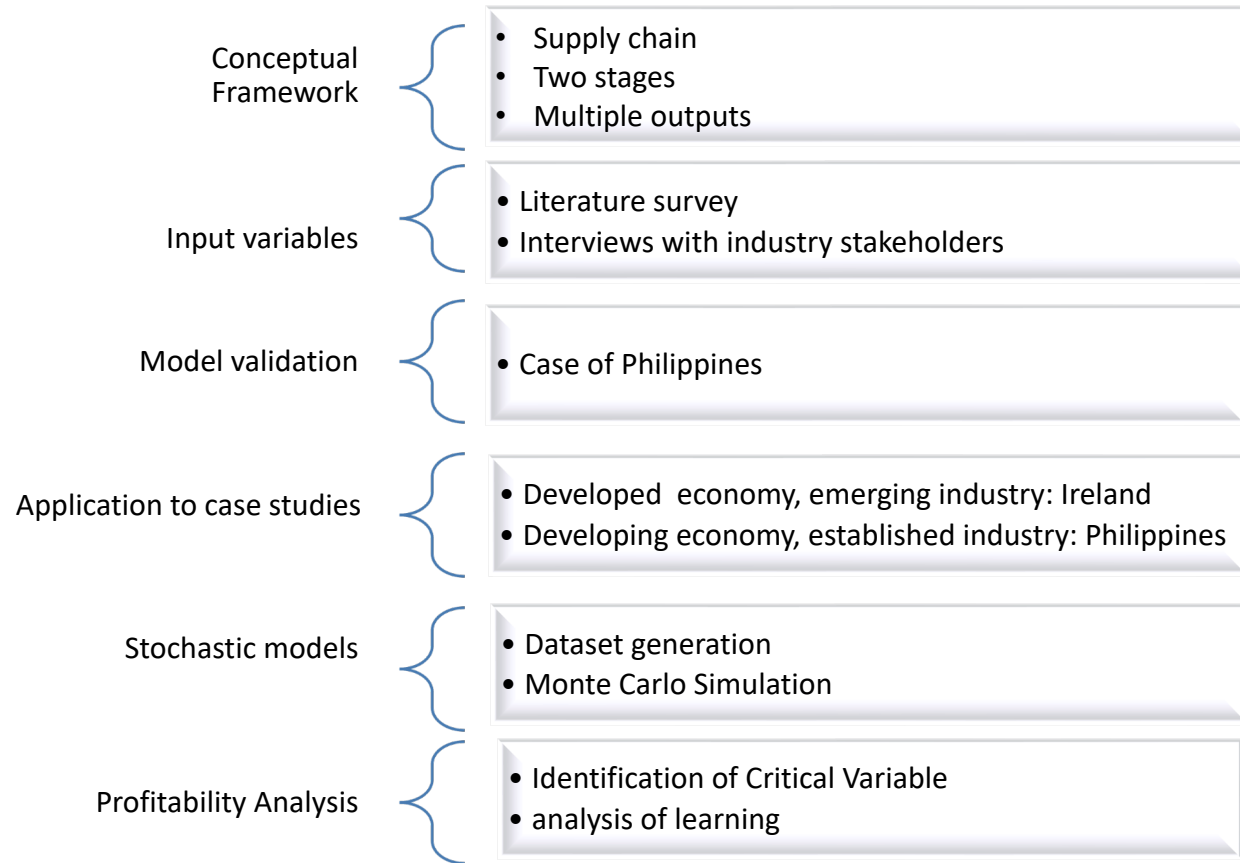 Conceptual
Framework
• Supply chain
• Two stages
• Multiple outputs
Input variables
• Literature survey
• Interviews with industry stakeholders
Model validation
• Case of Philippines
Application to case studies
• Developed  economy, emerging industry: Ireland
• Developing economy, established industry: Philippines
Stochastic models
• Dataset generation
• Monte Carlo Simulation
Profitability Analysis
• Identification of Critical Variable
• analysis of learning